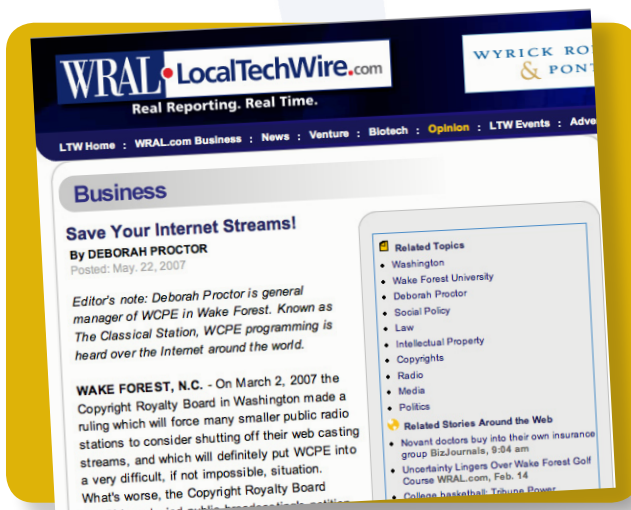 WRAL•LocalTechWire.com
Real Reporting. Real Time.
WYRICK RO
& PONT
LTW Home : WRAL.com Business : News : Venture : Biotech : Opinion : LTW Events : Adve
Business
Save Your Internet Streams!
By DEBORAH PROCTOR
Posted: May. 22, 2007
Editor's note: Deborah Proctor is general
manager of WCPE in Wake Forest. Known as
The Classical Station, WCPE programming is
heard over the Internet around the world.
WAKE FOREST, N.C. - On March 2, 2007 the
Copyright Royalty Board in Washington made a
ruling which will force many smaller public radio
stations to consider shutting off their web casting
streams, and which will definitely put WCPE into
a very difficult, if not impossible, situation.
What's worse, the Copyright Royalty Board
public broadcasting's petition
Related Topics
• Washington
• Wake Forest University
• Deborah Proctor
• Social Policy
• Law
• Intellectual Property
• Copyrights
• Radio
• Media
• Politics
Related Stories Around the Web
• Novant doctors buy into their own insurance
group BizJournals, 9:04 am
• Uncertainty Lingers Over Wake Forest Golf
Course WRAL.com, Feb. 14
• College basketball: Tribune Power